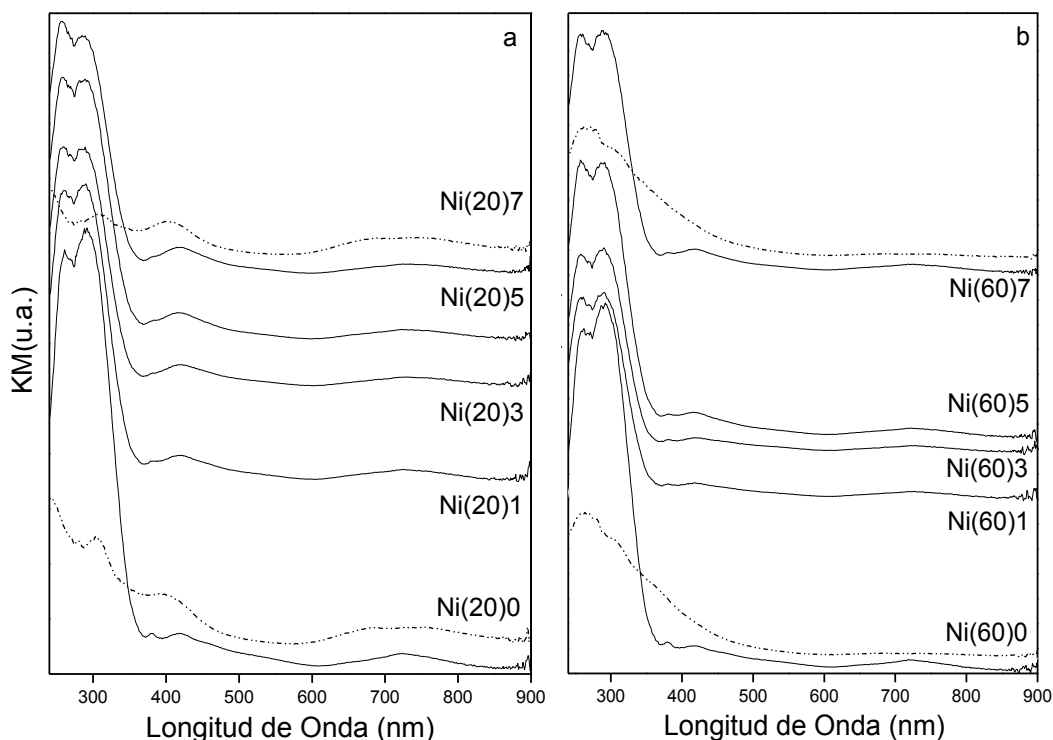 a
Ni(20)7
Ni(20)5
Ni(20)3
Ni(20)1
Ni(20)0
KM(u.a.)
300 400 500 600 700 800 900
Longitud de Onda (nm)
b
Ni(60)7
Ni(60)5
Ni(60)3
Ni(60)1
Ni(60)0
300 400 500 600 700 800 900
Longitud de Onda (nm)